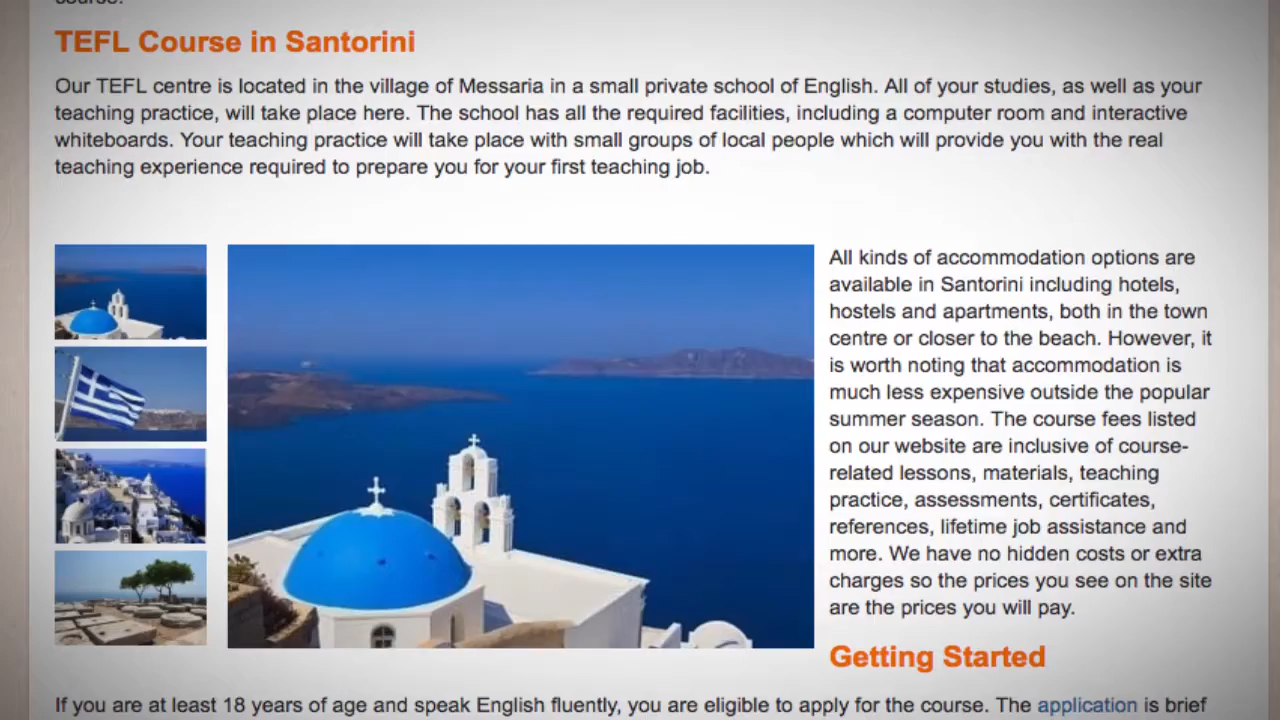 course.
TEFL Course in Santorini
Our TEFL centre is located in the village of Messaria in a small private school of English. All of your studies, as well as your
teaching practice, will take place here. The school has all the required facilities, including a computer room and interactive
whiteboards. Your teaching practice will take place with small groups of local people which will provide you with the real
teaching experience required to prepare you for your first teaching job.
All kinds of accommodation options are
available in Santorini including hotels,
hostels and apartments, both in the town
centre or closer to the beach. However, it
is worth noting that accommodation is
much less expensive outside the popular
summer season. The course fees listed
on our website are inclusive of course-
related lessons, materials, teaching
practice, assessments, certificates,
references, lifetime job assistance and
more. We have no hidden costs or extra
charges so the prices you see on the site
are the prices you will pay.
Getting Started
If you are at least 18 years of age and speak English fluently, you are eligible to apply for the course. The application is brief